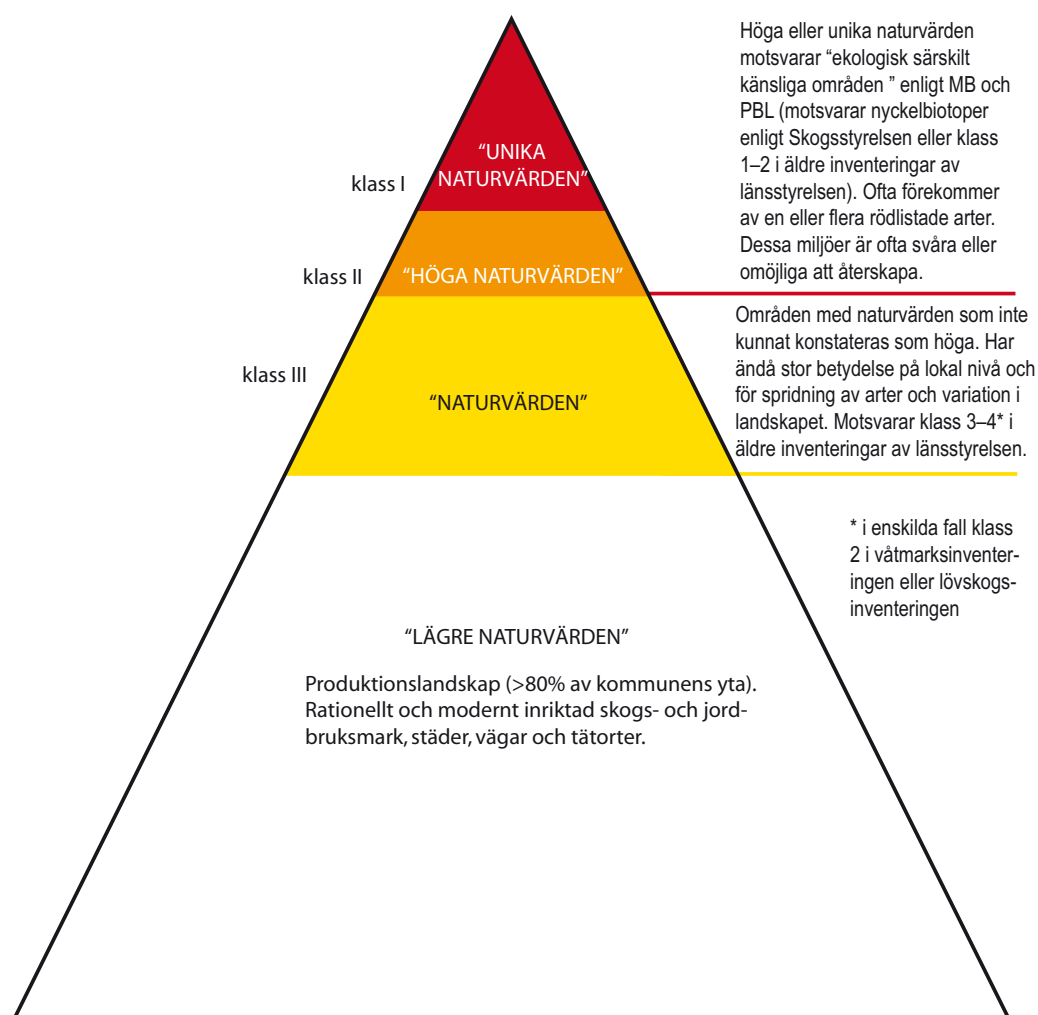 Höga eller unika naturvärden
motsvarar “ekologisk särskilt
känsliga områden ” enligt MB och
PBL (motsvarar nyckelbiotoper
enligt Skogsstyrelsen eller klass
1–2 i äldre inventeringar av
länsstyrelsen). Ofta förekommer
av en eller flera rödlistade arter.
Dessa miljöer är ofta svåra eller
omöjliga att återskapa.
klass I
“UNIKA
NATURVÄRDEN”
klass II
“HÖGA NATURVÄRDEN”
Områden med naturvärden som inte
kunnat konstateras som höga. Har
ändå stor betydelse på lokal nivå och
för spridning av arter och variation i
landskapet. Motsvarar klass 3–4* i
äldre inventeringar av länsstyrelsen.
klass III
“NATURVÄRDEN”
* i enskilda fall klass
2 i våtmarksinventer-
ingen eller lövskogs-
inventeringen
“LÄGRE NATURVÄRDEN”
Produktionslandskap (>80% av kommunens yta).
Rationellt och modernt inriktad skogs- och jord-
bruksmark, städer, vägar och tätorter.